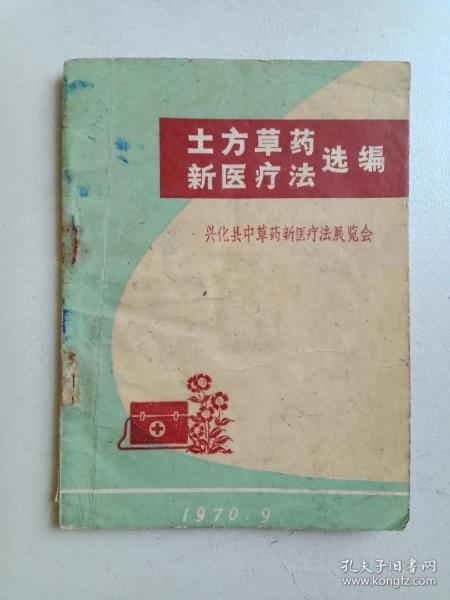 土方草药
新医疗法
选编
兴化县中草药新医疗法展览会
1970.9
孔夫子旧书网
www.kongfz.com